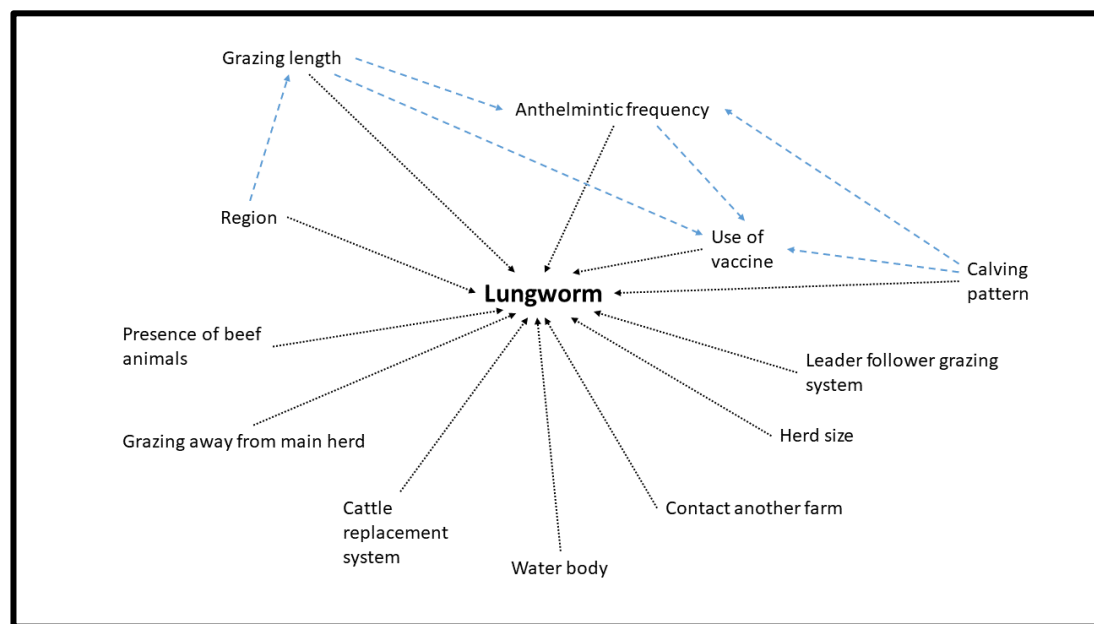 Grazing length
Anthelmintic frequency
Region
Use of
vaccine
Calving
pattern
Lungworm
Presence of beef
animals
Leader follower grazing
system
Grazing away from main herd
Herd size
Cattle
replacement
system
Contact another farm
Water body